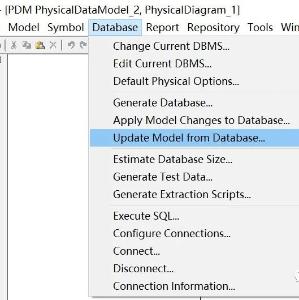 - [PDM PhysicalDataModel_2, PhysicalDiagram_1]
Model Symbol Database Report Repository Tools Win
Change Current DBMS...
Edit Current DBMS...
Default Physical Options...
Generate Database...
Apply Model Changes to Database...
Update Model from Database...
Estimate Database Size...
Generate Test Data...
Generate Extraction Scripts...
Execute SQL...
Configure Connections...
Connect...
Disconnect...
Connection Information...